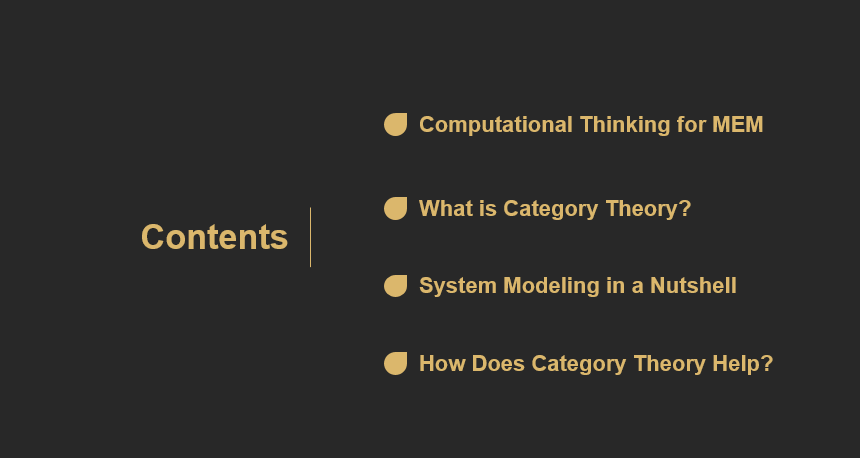 Contents
Computational Thinking for MEM
What is Category Theory?
System Modeling in a Nutshell
How Does Category Theory Help?